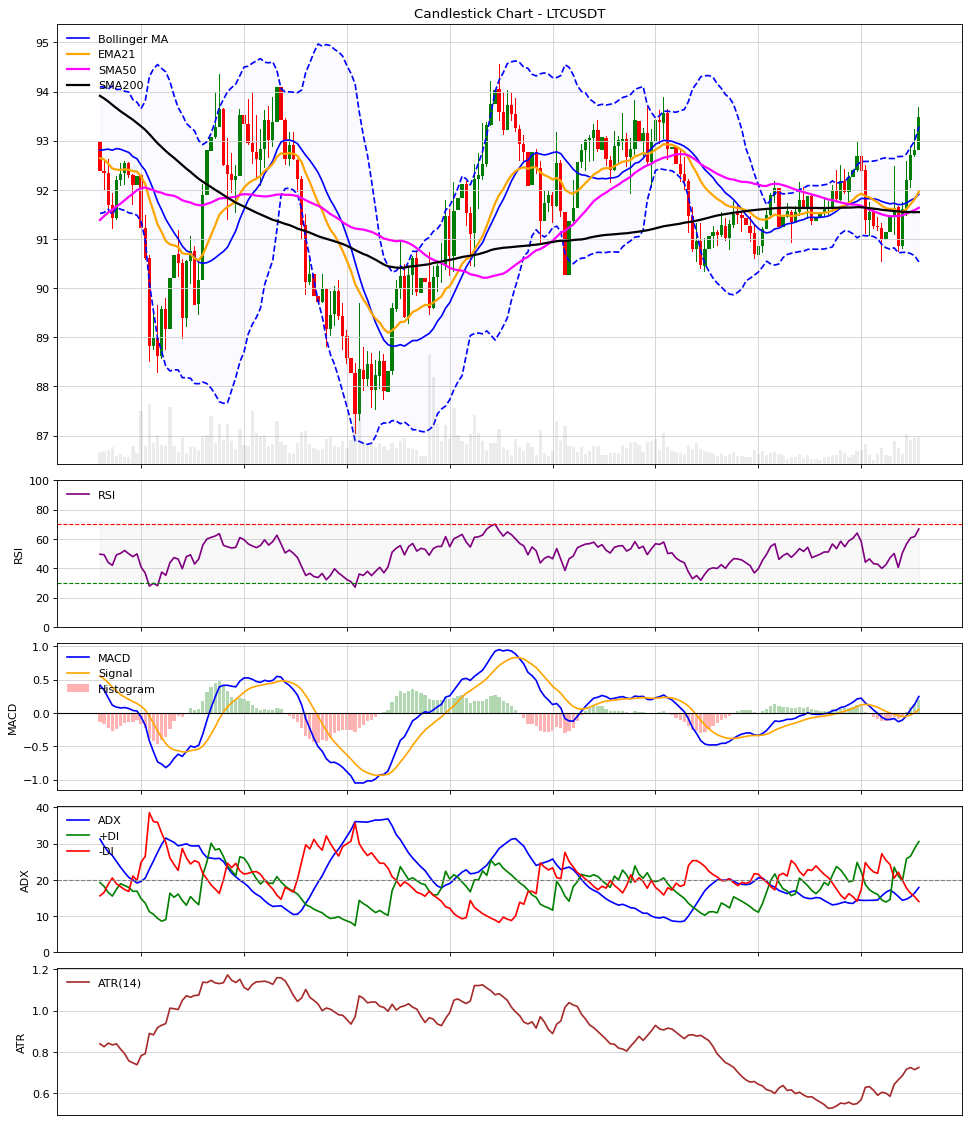 Candlestick Chart - LTCUSDT
Bollinger MA
EMA21
SMA50
SMA200
95
94
93
92
91
90
89
88
87
RSI
100
80
60
40
20
0
RSI
MACD
Signal
Histogram
1.0
0.5
0.0
−0.5
−1.0
MACD
ADX
+DI
-DI
40
30
20
10
0
ADX
ATR(14)
1.2
1.0
0.8
0.6
ATR